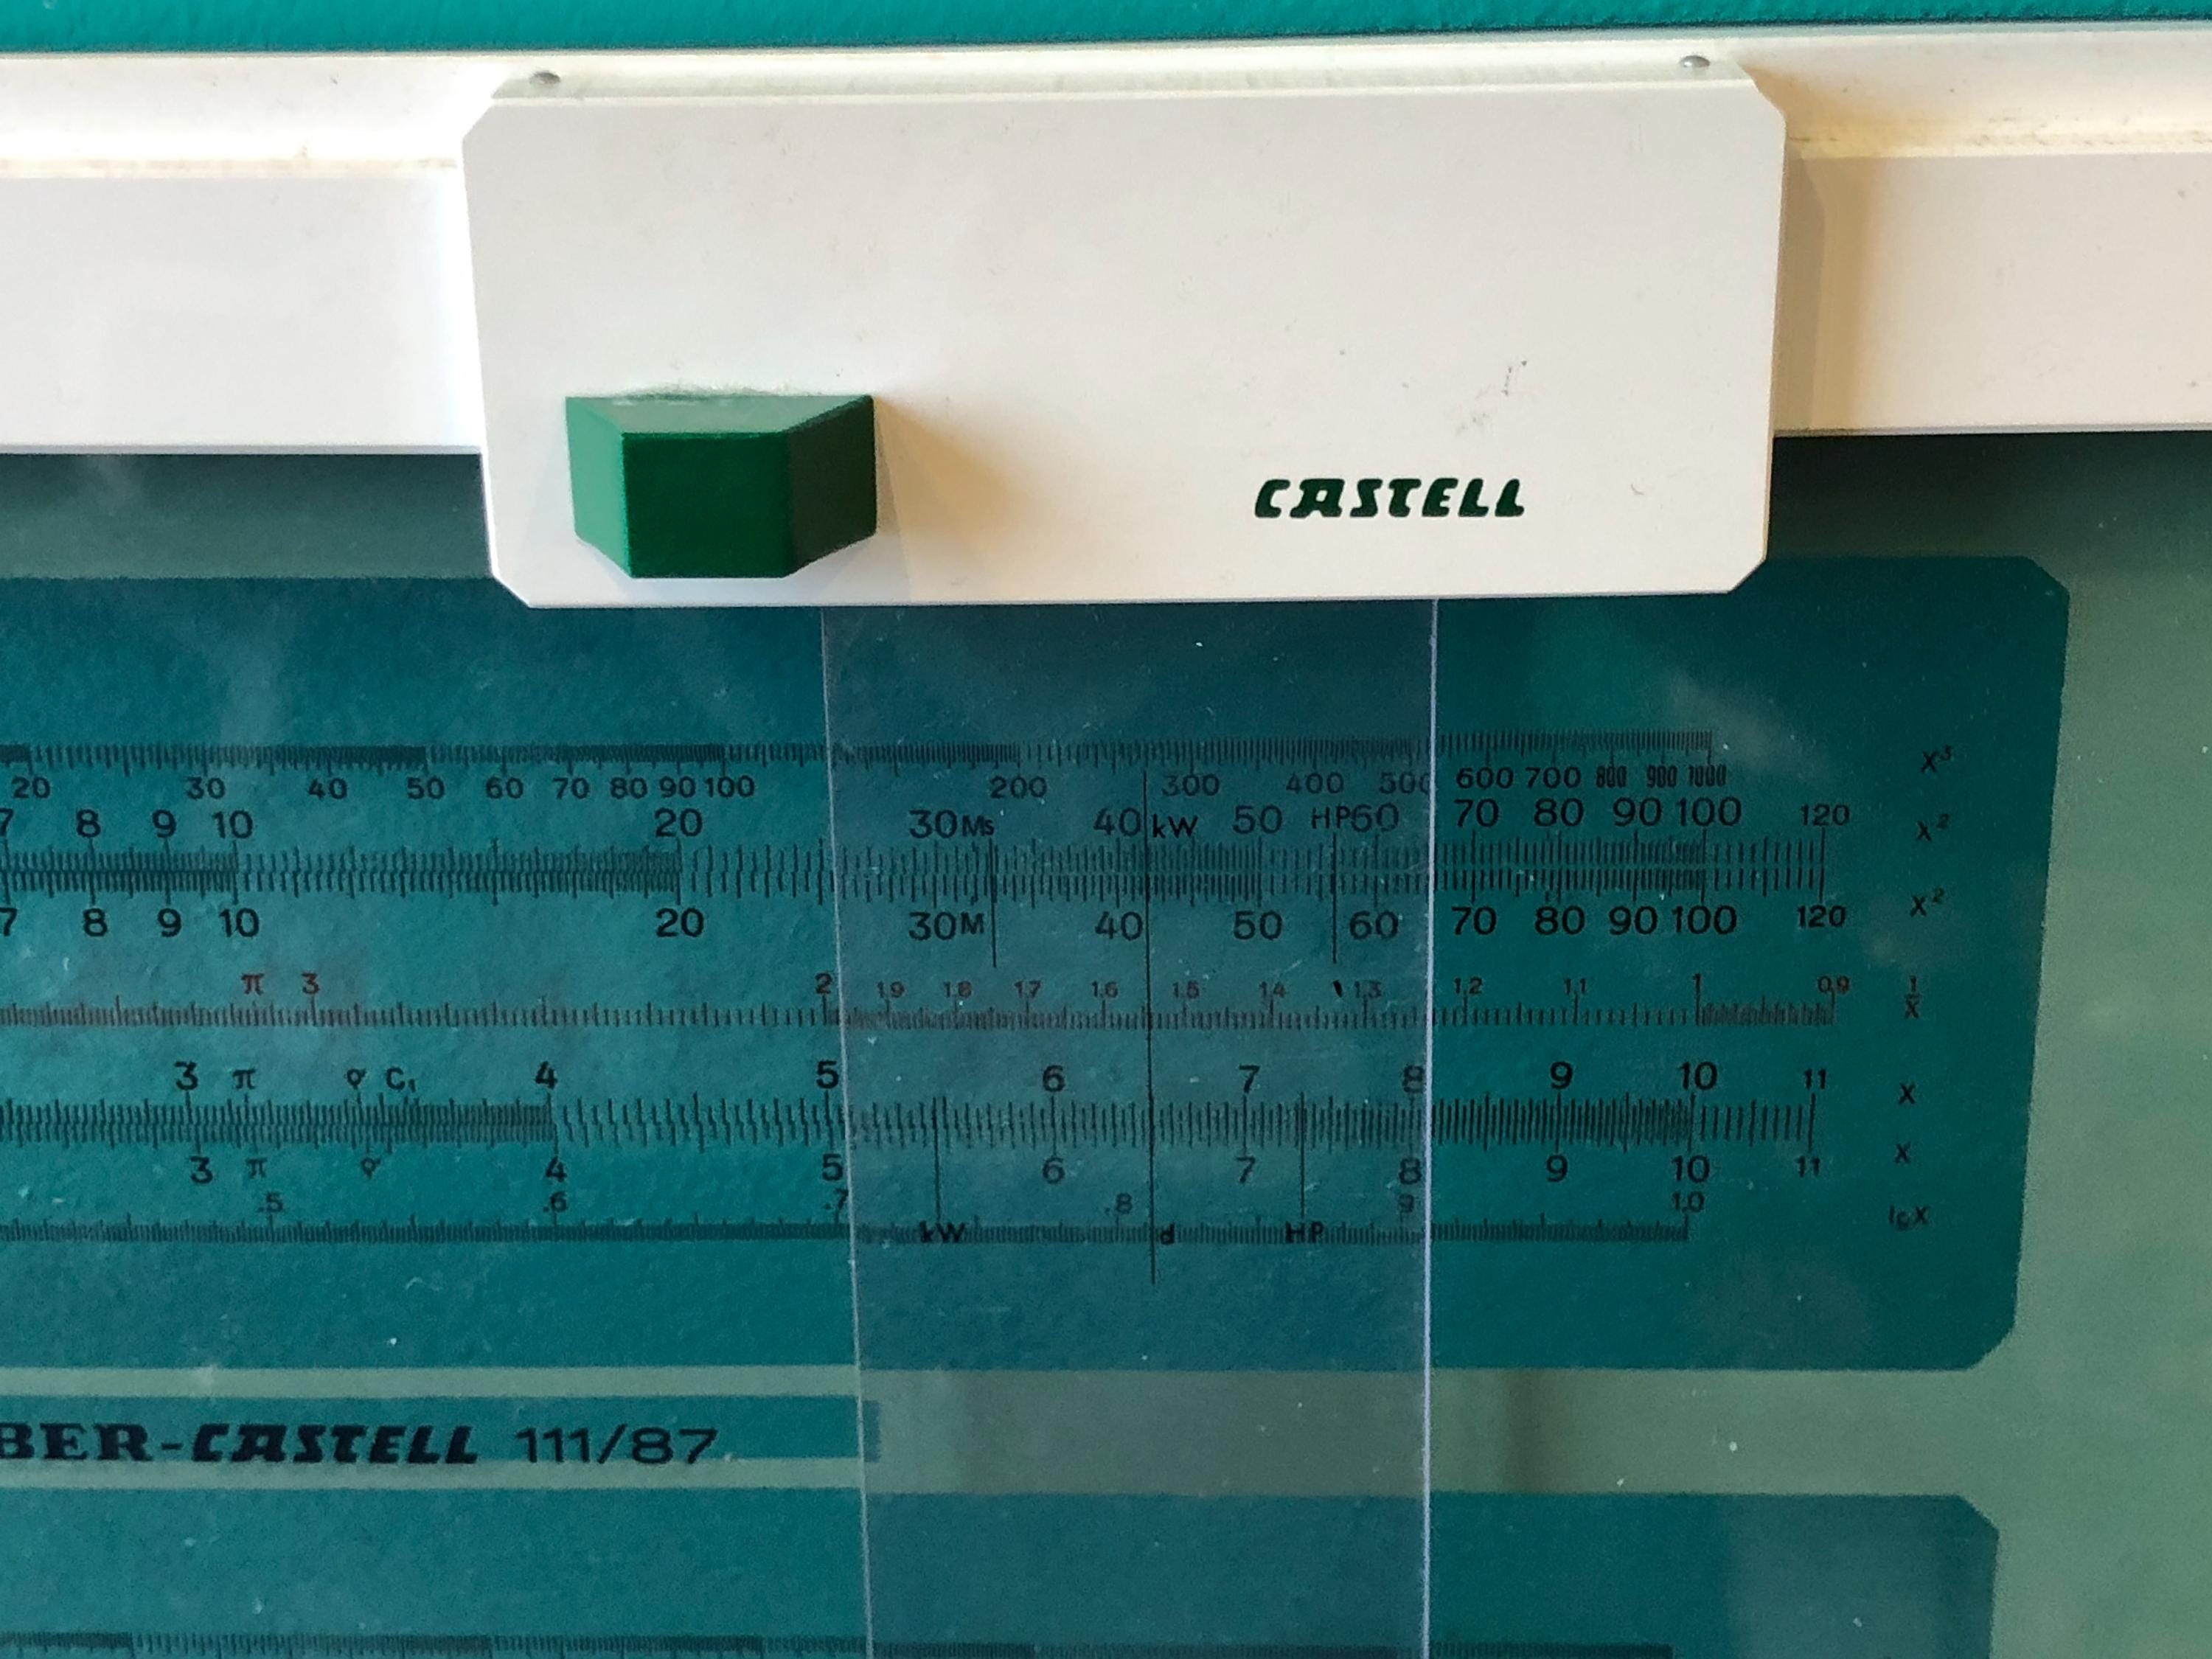 CASTELL
20 30 40 50 60 70 80 90 100 200 300 400 500 600 700 800 900 1000 x³
7 8 9 10 20 30 Ms 40 kW 50 HP 60 70 80 90 100 120 x²
7 8 9 10 20 30 M 40 50 60 70 80 90 100 120 x²
π 3 2 1.9 1.8 1.7 1.6 1.5 1.4 1.3 1.2 1.1 1 0.9 1/x
3 π ρ' C₁ 4 5 6 7 8 9 10 11 x
3 π ρ' 4 5 6 7 8 9 10 11 x
.5 .6 .7 .8 .9 1.0 lg x
kW d HP
BER-CASTELL 111/87